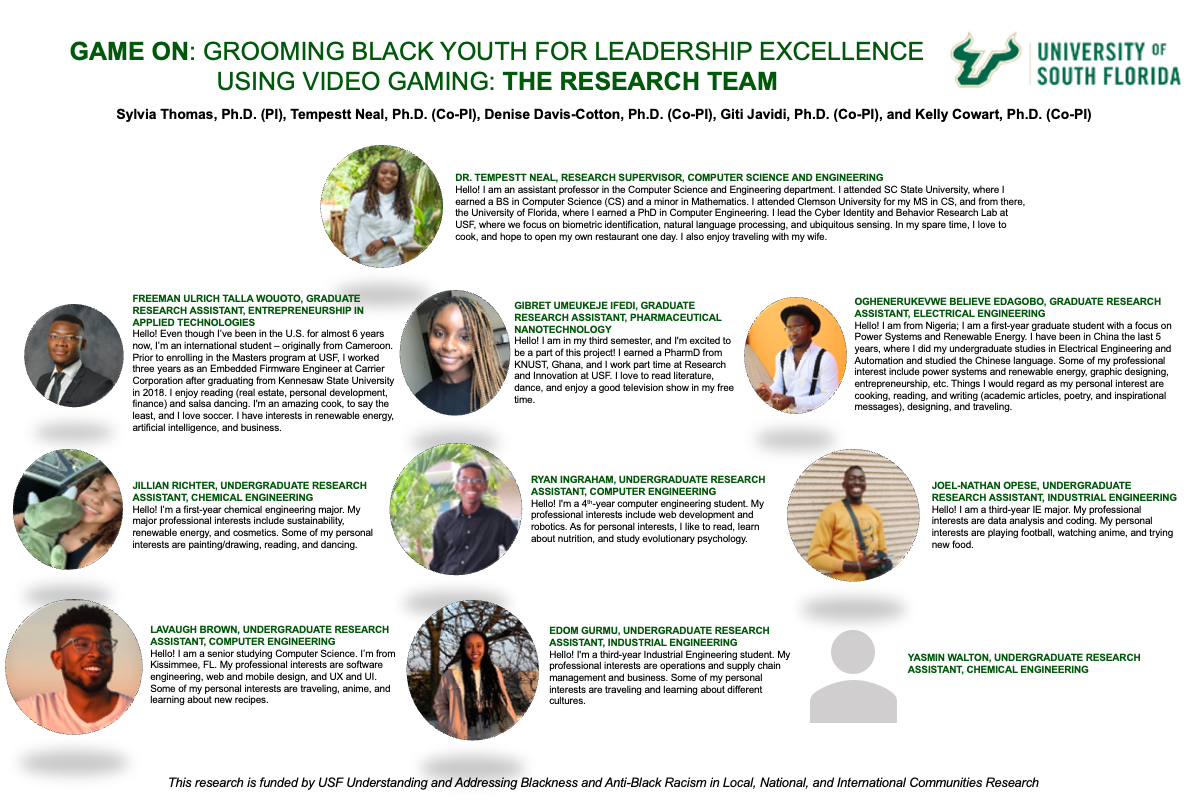 GAME ON: GROOMING BLACK YOUTH FOR LEADERSHIP EXCELLENCE
USING VIDEO GAMING: THE RESEARCH TEAM
UNIVERSITY OF
SOUTH FLORIDA
Sylvia Thomas, Ph.D. (PI), Tempestt Neal, Ph.D. (Co-PI), Denise Davis-Cotton, Ph.D. (Co-PI), Giti Javidi, Ph.D. (Co-PI), and Kelly Cowart, Ph.D. (Co-PI)
DR. TEMPESTT NEAL, RESEARCH SUPERVISOR, COMPUTER SCIENCE AND ENGINEERING
Hello! I am an assistant professor in the Computer Science and Engineering department. I attended SC State University, where I
earned a BS in Computer Science (CS) and a minor in Mathematics. I attended Clemson University for my MS in CS, and from there,
the University of Florida, where I earned a PhD in Computer Engineering. I lead the Cyber Identity and Behavior Research Lab at
USF, where we focus on biometric identification, natural language processing, and ubiquitous sensing. In my spare time, I love to
cook, and hope to open my own restaurant one day. I also enjoy traveling with my wife.
FREEMAN ULRICH TALLA WOUOTO, GRADUATE
RESEARCH ASSISTANT, ENTREPRENEURSHIP IN
APPLIED TECHNOLOGIES
Hello! Even though I've been in the U.S. for almost 6 years
now, I'm an international student – originally from Cameroon.
Prior to enrolling in the Masters program at USF, I worked
three years as an Embedded Firmware Engineer at Carrier
Corporation after graduating from Kennesaw State University
in 2018. I enjoy reading (real estate, personal development,
finance) and salsa dancing. I'm an amazing cook, to say the
least, and I love soccer. I have interests in renewable energy,
artificial intelligence, and business.
GIBRET UMEUKEJE IFEDI, GRADUATE
RESEARCH ASSISTANT, PHARMACEUTICAL
NANOTECHNOLOGY
Hello! I am in my third semester, and I'm excited to
be a part of this project! I earned a PharmD from
KNUST, Ghana, and I work part time at Research
and Innovation at USF. I love to read literature,
dance, and enjoy a good television show in my free
time.
OGHENERUKEVWE BELIEVE EDAGOBO, GRADUATE RESEARCH
ASSISTANT, ELECTRICAL ENGINEERING
Hello! I am from Nigeria; I am a first-year graduate student with a focus on
Power Systems and Renewable Energy. I have been in China the last 5
years, where I did my undergraduate studies in Electrical Engineering and
Automation and studied the Chinese language. Some of my professional
interest include power systems and renewable energy, graphic designing,
entrepreneurship, etc. Things I would regard as my personal interest are
cooking, reading, and writing (academic articles, poetry, and inspirational
messages), designing, and traveling.
JILLIAN RICHTER, UNDERGRADUATE RESEARCH
ASSISTANT, CHEMICAL ENGINEERING
Hello! I'm a first-year chemical engineering major. My
major professional interests include sustainability,
renewable energy, and cosmetics. Some of my personal
interests are painting/drawing, reading, and dancing.
RYAN INGRAHAM, UNDERGRADUATE RESEARCH
ASSISTANT, COMPUTER ENGINEERING
Hello! I'm a 4th-year computer engineering student. My
professional interests include web development and
robotics. As for personal interests, I like to read, learn
about nutrition, and study evolutionary psychology.
JOEL-NATHAN OPESE, UNDERGRADUATE
RESEARCH ASSISTANT, INDUSTRIAL ENGINEERING
Hello! I am a third-year IE major. My professional
interests are data analysis and coding. My personal
interests are playing football, watching anime, and trying
new food.
LAVAUGH BROWN, UNDERGRADUATE RESEARCH
ASSISTANT, COMPUTER ENGINEERING
Hello! I am a senior studying Computer Science. I'm from
Kissimmee, FL. My professional interests are software
engineering, web and mobile design, and UX and UI.
Some of my personal interests are traveling, anime, and
learning about new recipes.
EDOM GURMU, UNDERGRADUATE RESEARCH
ASSISTANT, INDUSTRIAL ENGINEERING
Hello! I'm a third-year Industrial Engineering student. My
professional interests are operations and supply chain
management and business. Some of my personal
interests are traveling and learning about different
cultures.
YASMIN WALTON, UNDERGRADUATE RESEARCH
ASSISTANT, CHEMICAL ENGINEERING
This research is funded by USF Understanding and Addressing Blackness and Anti-Black Racism in Local, National, and International Communities Research